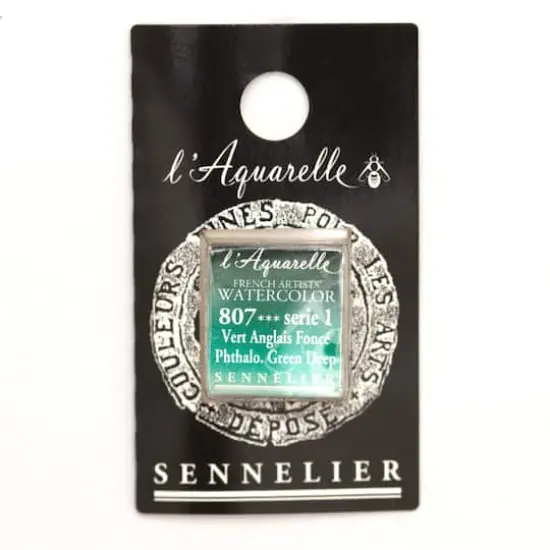 l'Aquarelle
COULEURS FINES POUR LES ARTS
DÉPOSÉ
l'Aquarelle
FRENCH ARTISTS'
WATERCOLOR
807*** serie 1
Vert Anglais Foncé
Phthalo. Green Deep
SENNELIER
SENNELIER